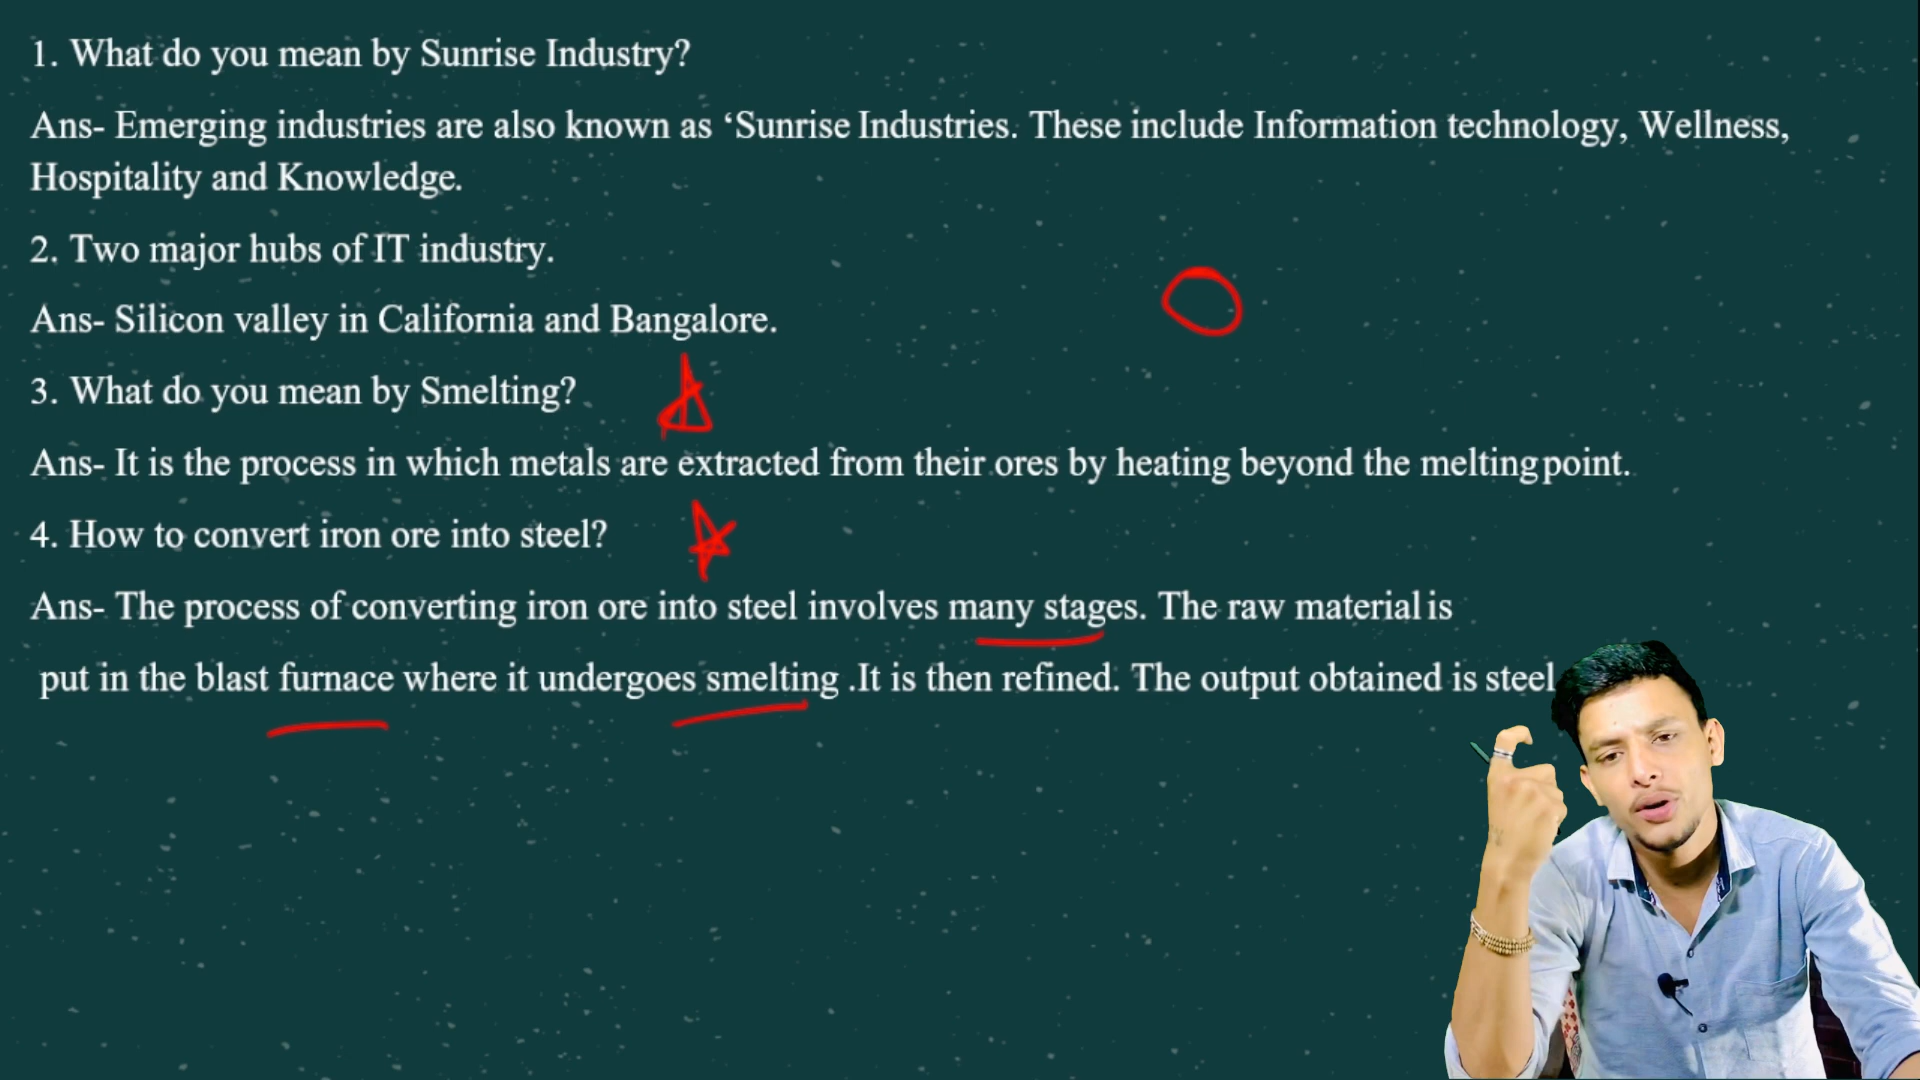 1. What do you mean by Sunrise Industry?
Ans- Emerging industries are also known as ‘Sunrise Industries. These include Information technology, Wellness,
Hospitality and Knowledge.
2. Two major hubs of IT industry.
Ans- Silicon valley in California and Bangalore.
3. What do you mean by Smelting?
Ans- It is the process in which metals are extracted from their ores by heating beyond the melting point.
4. How to convert iron ore into steel?
Ans- The process of converting iron ore into steel involves many stages. The raw material is
put in the blast furnace where it undergoes smelting .It is then refined. The output obtained is steel